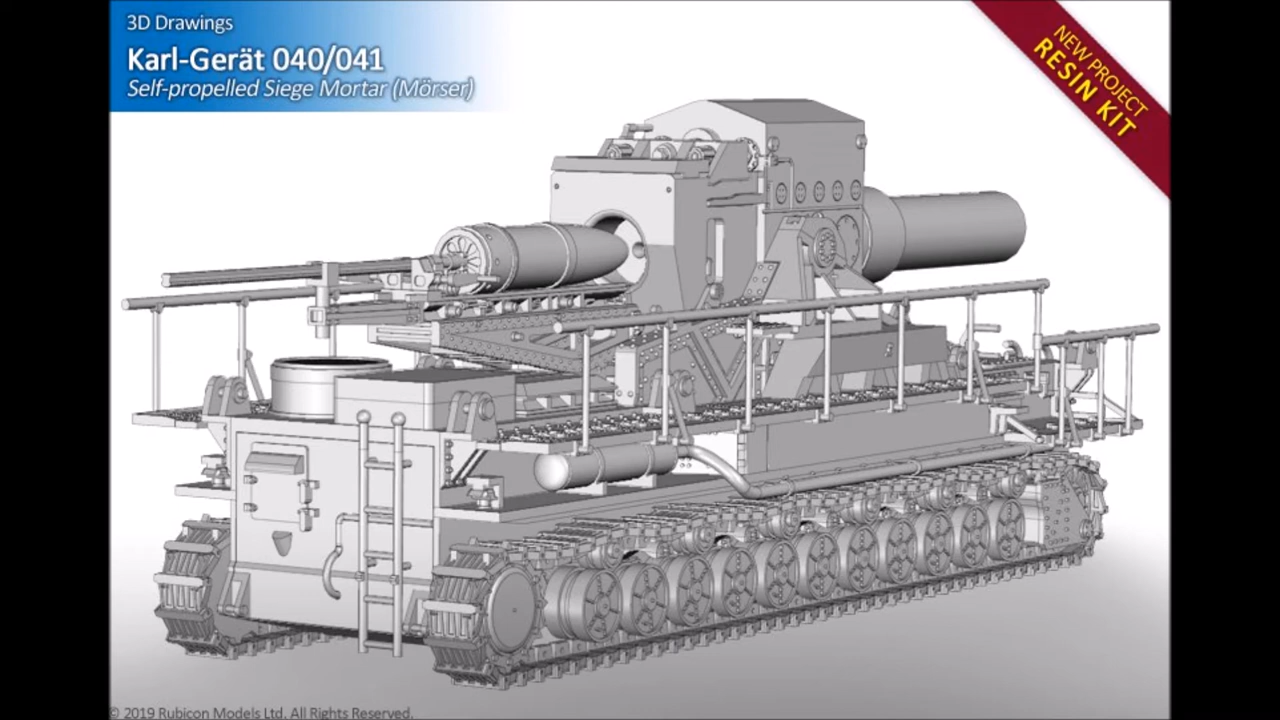 3D Drawings
Karl-Gerät 040/041
Self-propelled Siege Mortar (Mörser)
NEW PROJECT
RESIN KIT
© 2019 Rubicon Models Ltd. All Rights Reserved.